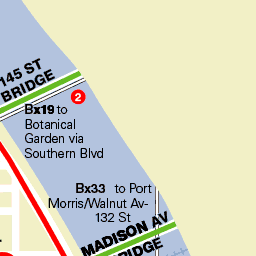 145 ST
BRIDGE
2
Bx19 to
Botanical
Garden via
Southern Blvd
Bx33 to Port
Morris/Walnut Av-
132 St
MADISON AV
BRIDGE